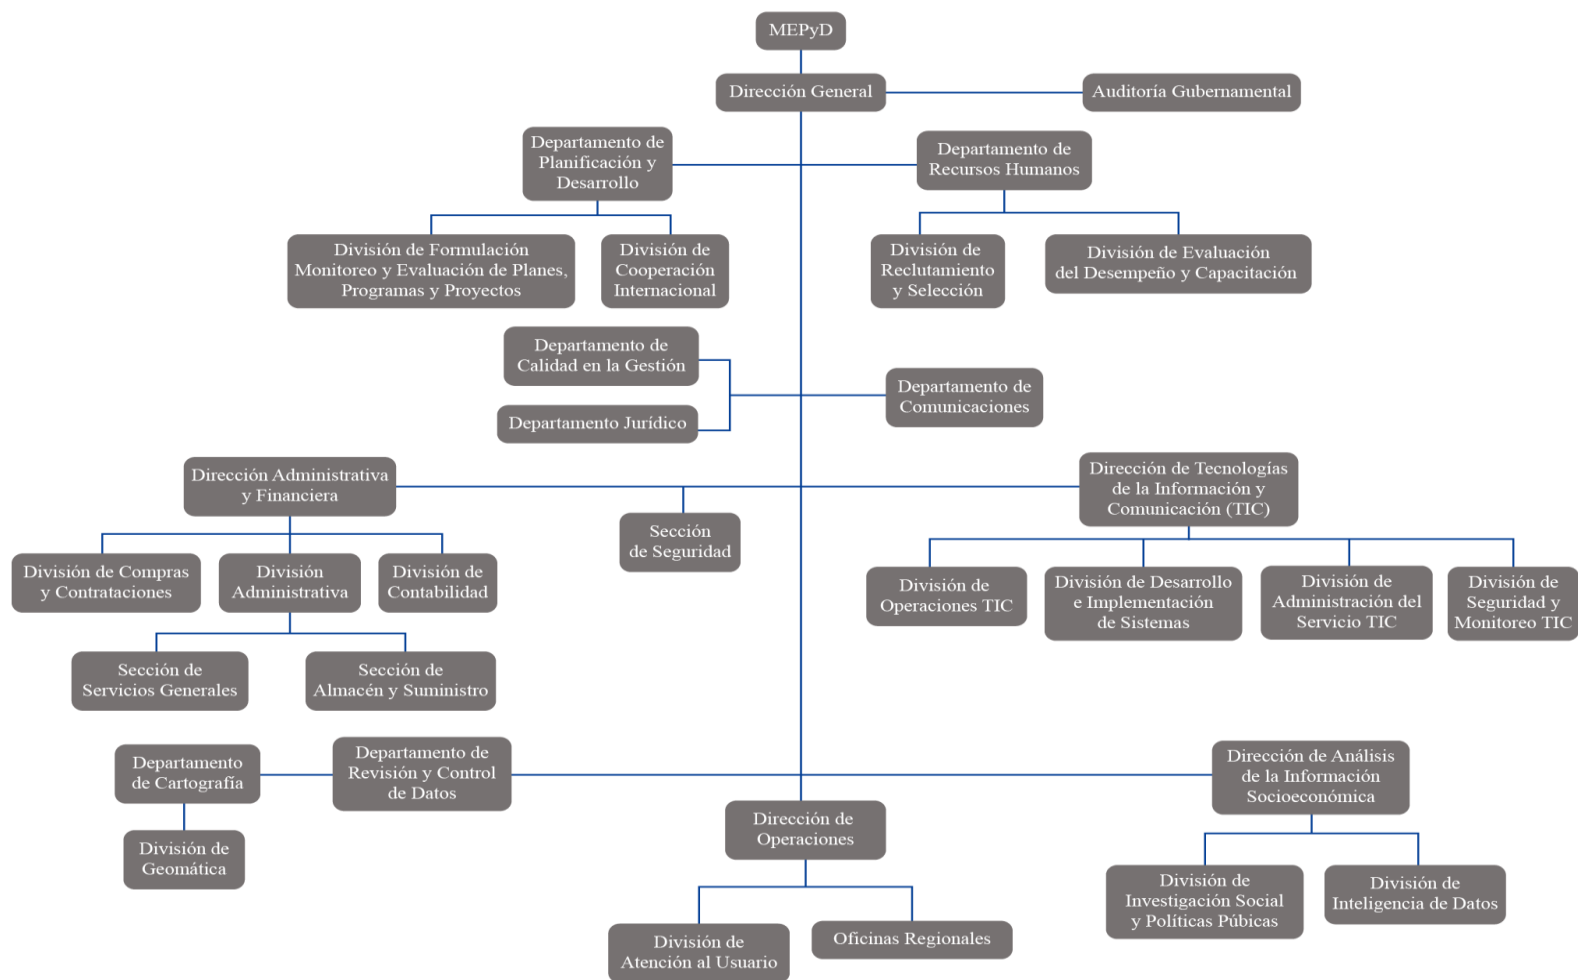 MEPyD
Dirección General
Auditoría Gubernamental
Departamento de
Planificación y
Desarrollo
Departamento de
Recursos Humanos
División de Formulación
Monitoreo y Evaluación de Planes,
Programas y Proyectos
División de
Cooperación
Internacional
División de
Reclutamiento
y Selección
División de Evaluación
del Desempeño y Capacitación
Departamento de
Calidad en la Gestión
Departamento Jurídico
Departamento de
Comunicaciones
Dirección Administrativa
y Financiera
Sección
de Seguridad
Dirección de Tecnologías
de la Información y
Comunicación (TIC)
División de Compras
y Contrataciones
División
Administrativa
División de
Contabilidad
División de
Operaciones TIC
División de Desarrollo
e Implementación
de Sistemas
División de
Administración del
Servicio TIC
División de
Seguridad y
Monitoreo TIC
Sección de
Servicios Generales
Sección de
Almacén y Suministro
Departamento
de Cartografía
Departamento de
Revisión y Control
de Datos
Dirección de Análisis
de la Información
Socioeconómica
División de
Geomática
Dirección de
Operaciones
División de
Atención al Usuario
Oficinas Regionales
División de
Investigación Social
y Políticas Púbicas
División de
Inteligencia de Datos